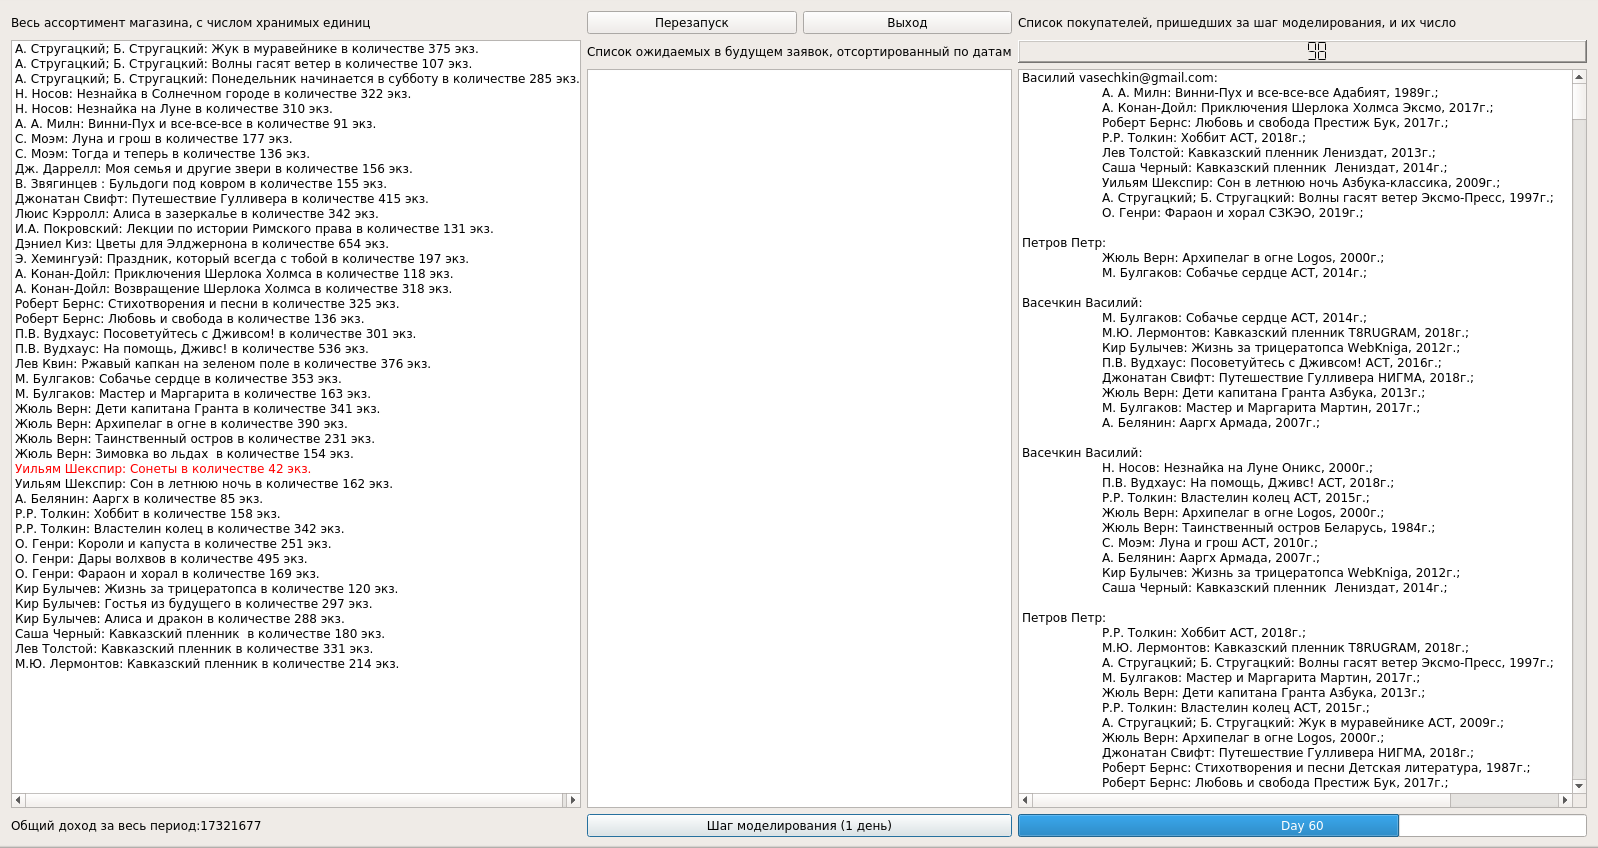 Весь ассортимент магазина, с числом хранимых единиц
А. Стругацкий; Б. Стругацкий: Жук в муравейнике в количестве 375 экз.
А. Стругацкий; Б. Стругацкий: Волны гасят ветер в количестве 107 экз.
А. Стругацкий; Б. Стругацкий: Понедельник начинается в субботу в количестве 285 экз.
Н. Носов: Незнайка в Солнечном городе в количестве 322 экз.
Н. Носов: Незнайка на Луне в количестве 310 экз.
А. А. Милн: Винни-Пух и все-все-все в количестве 91 экз.
С. Моэм: Луна и грош в количестве 177 экз.
С. Моэм: Тогда и теперь в количестве 136 экз.
Дж. Даррелл: Моя семья и другие звери в количестве 156 экз.
В. Звягинцев : Бульдоги под ковром в количестве 155 экз.
Джонатан Свифт: Путешествие Гулливера в количестве 415 экз.
Люис Кэрролл: Алиса в зазеркалье в количестве 342 экз.
И.А. Покровский: Лекции по истории Римского права в количестве 131 экз.
Дэниел Киз: Цветы для Элджернона в количестве 654 экз.
Э. Хемингуэй: Праздник, который всегда с тобой в количестве 197 экз.
А. Конан-Дойл: Приключения Шерлока Холмса в количестве 118 экз.
А. Конан-Дойл: Возвращение Шерлока Холмса в количестве 318 экз.
Роберт Бернс: Стихотворения и песни в количестве 325 экз.
Роберт Бернс: Любовь и свобода в количестве 136 экз.
П.В. Вудхаус: Посоветуйтесь с Дживсом! в количестве 301 экз.
П.В. Вудхаус: На помощь, Дживс! в количестве 536 экз.
Лев Квин: Ржавый капкан на зеленом поле в количестве 376 экз.
М. Булгаков: Собачье сердце в количестве 353 экз.
М. Булгаков: Мастер и Маргарита в количестве 163 экз.
Жюль Верн: Дети капитана Гранта в количестве 341 экз.
Жюль Верн: Архипелаг в огне в количестве 390 экз.
Жюль Верн: Таинственный остров в количестве 231 экз.
Жюль Верн: Зимовка во льдах  в количестве 154 экз.
Уильям Шекспир: Сонеты в количестве 42 экз.
Уильям Шекспир: Сон в летнюю ночь в количестве 162 экз.
А. Белянин: Ааргх в количестве 85 экз.
Р.Р. Толкин: Хоббит в количестве 158 экз.
Р.Р. Толкин: Властелин колец в количестве 342 экз.
О. Генри: Короли и капуста в количестве 251 экз.
О. Генри: Дары волхвов в количестве 495 экз.
О. Генри: Фараон и хорал в количестве 169 экз.
Кир Булычев: Жизнь за трицератопса в количестве 120 экз.
Кир Булычев: Гостья из будущего в количестве 297 экз.
Кир Булычев: Алиса и дракон в количестве 288 экз.
Саша Черный: Кавказский пленник  в количестве 180 экз.
Лев Толстой: Кавказский пленник в количестве 331 экз.
М.Ю. Лермонтов: Кавказский пленник в количестве 214 экз.
Общий доход за весь период:17321677
Перезапуск
Выход
Список ожидаемых в будущем заявок, отсортированный по датам
Шаг моделирования (1 день)
Список покупателей, пришедших за шаг моделирования, и их число
98
Василий vasechkin@gmail.com:
А. А. Милн: Винни-Пух и все-все-все Адабият, 1989г.;
А. Конан-Дойл: Приключения Шерлока Холмса Эксмо, 2017г.;
Роберт Бернс: Любовь и свобода Престиж Бук, 2017г.;
Р.Р. Толкин: Хоббит АСТ, 2018г.;
Лев Толстой: Кавказский пленник Лениздат, 2013г.;
Саша Черный: Кавказский пленник  Лениздат, 2014г.;
Уильям Шекспир: Сон в летнюю ночь Азбука-классика, 2009г.;
А. Стругацкий; Б. Стругацкий: Волны гасят ветер Эксмо-Пресс, 1997г.;
О. Генри: Фараон и хорал СЗКЭО, 2019г.;
Петров Петр:
Жюль Верн: Архипелаг в огне Logos, 2000г.;
М. Булгаков: Собачье сердце АСТ, 2014г.;
Васечкин Василий:
М. Булгаков: Собачье сердце АСТ, 2014г.;
М.Ю. Лермонтов: Кавказский пленник T8RUGRAM, 2018г.;
Кир Булычев: Жизнь за трицератопса WebKniga, 2012г.;
П.В. Вудхаус: Посоветуйтесь с Дживсом! АСТ, 2016г.;
Джонатан Свифт: Путешествие Гулливера НИГМА, 2018г.;
Жюль Верн: Дети капитана Гранта Азбука, 2013г.;
М. Булгаков: Мастер и Маргарита Мартин, 2017г.;
А. Белянин: Ааргх Армада, 2007г.;
Васечкин Василий:
Н. Носов: Незнайка на Луне Оникс, 2000г.;
П.В. Вудхаус: На помощь, Дживс! АСТ, 2018г.;
Р.Р. Толкин: Властелин колец АСТ, 2015г.;
Жюль Верн: Архипелаг в огне Logos, 2000г.;
Жюль Верн: Таинственный остров Беларусь, 1984г.;
С. Моэм: Луна и грош АСТ, 2010г.;
А. Белянин: Ааргх Армада, 2007г.;
Кир Булычев: Жизнь за трицератопса WebKniga, 2012г.;
Саша Черный: Кавказский пленник  Лениздат, 2014г.;
Петров Петр:
Р.Р. Толкин: Хоббит АСТ, 2018г.;
М.Ю. Лермонтов: Кавказский пленник T8RUGRAM, 2018г.;
А. Стругацкий; Б. Стругацкий: Волны гасят ветер Эксмо-Пресс, 1997г.;
М. Булгаков: Мастер и Маргарита Мартин, 2017г.;
Жюль Верн: Дети капитана Гранта Азбука, 2013г.;
Р.Р. Толкин: Властелин колец АСТ, 2015г.;
А. Стругацкий; Б. Стругацкий: Жук в муравейнике АСТ, 2009г.;
Жюль Верн: Архипелаг в огне Logos, 2000г.;
Джонатан Свифт: Путешествие Гулливера НИГМА, 2018г.;
Роберт Бернс: Стихотворения и песни Детская литература, 1987г.;
Роберт Бернс: Любовь и свобода Престиж Бук, 2017г.;
Day 60